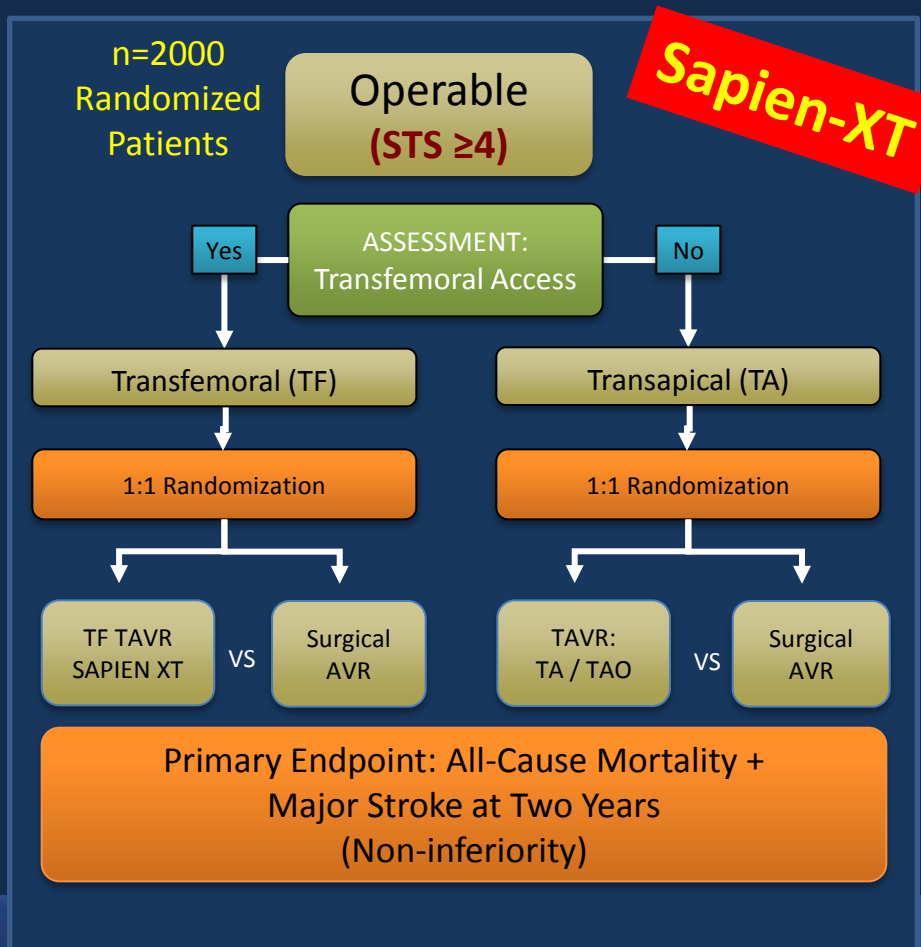 n=2000
Randomized
Patients
Operable
(STS ≥4)
Sapien-XT
Yes
ASSESSMENT:
Transfemoral Access
No
Transfemoral (TF)
Transapical (TA)
1:1 Randomization
1:1 Randomization
TF TAVR
SAPIEN XT
VS
Surgical
AVR
TAVR:
TA / TAO
VS
Surgical
AVR
Primary Endpoint: All-Cause Mortality +
Major Stroke at Two Years
(Non-inferiority)